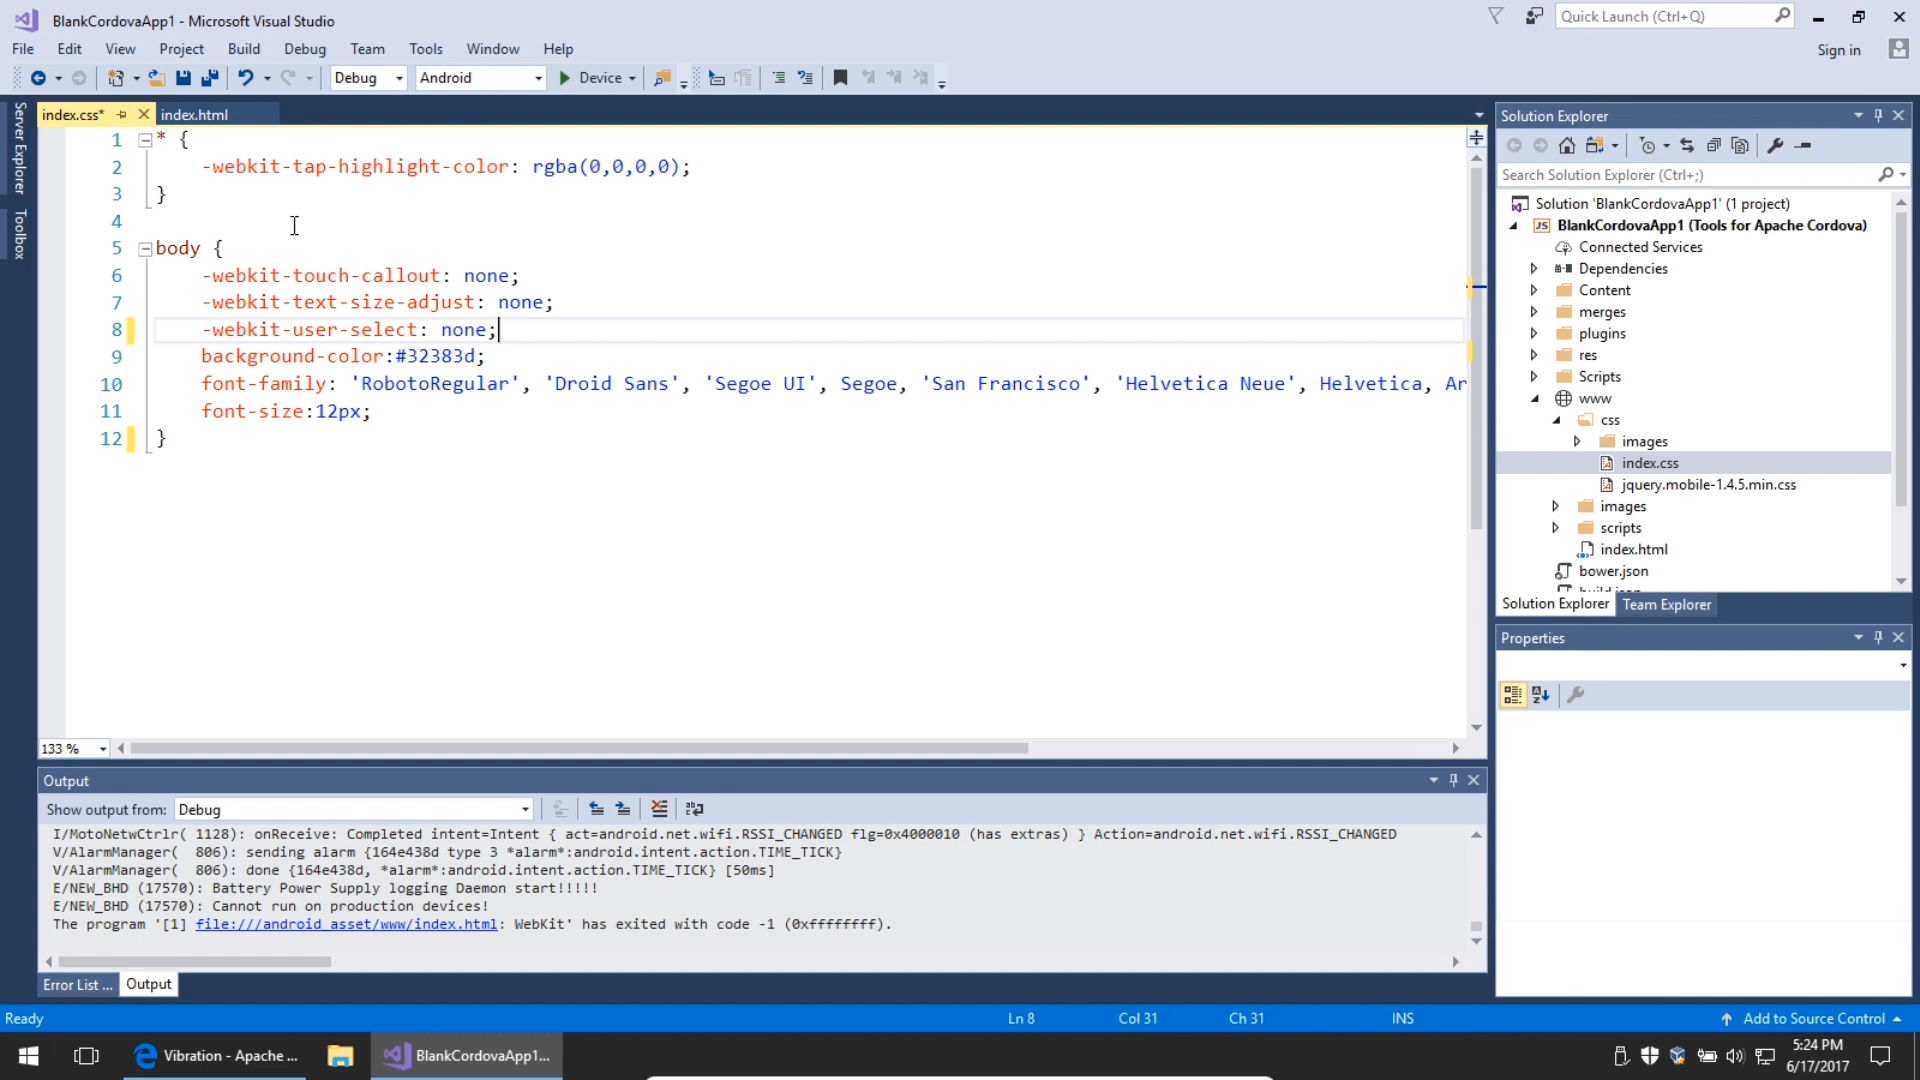 BlankCordovaApp1 - Microsoft Visual Studio
Quick Launch (Ctrl+Q)
File Edit View Project Build Debug Team Tools Window Help
Sign in
Debug Android Device
Server Explorer
Toolbox
index.css* index.html
1 * {
2 -webkit-tap-highlight-color: rgba(0,0,0,0);
3 }
4
5 body {
6 -webkit-touch-callout: none;
7 -webkit-text-size-adjust: none;
8 -webkit-user-select: none;
9 background-color:#32383d;
10 font-family: 'RobotoRegular', 'Droid Sans', 'Segoe UI', Segoe, 'San Francisco', 'Helvetica Neue', Helvetica, Ar
11 font-size:12px;
12 }
133 %
Solution Explorer
Search Solution Explorer (Ctrl+;)
Solution 'BlankCordovaApp1' (1 project)
JS BlankCordovaApp1 (Tools for Apache Cordova)
Connected Services
Dependencies
Content
merges
plugins
res
Scripts
www
css
images
index.css
jquery.mobile-1.4.5.min.css
images
scripts
index.html
bower.json
Solution Explorer Team Explorer
Properties
Output
Show output from: Debug
I/MotoNetwCtrlr( 1128): onReceive: Completed intent=Intent { act=android.net.wifi.RSSI_CHANGED flg=0x4000010 (has extras) } Action=android.net.wifi.RSSI_CHANGED
V/AlarmManager( 806): sending alarm {164e438d type 3 *alarm*:android.intent.action.TIME_TICK}
V/AlarmManager( 806): done {164e438d, *alarm*:android.intent.action.TIME_TICK} [50ms]
E/NEW_BHD (17570): Battery Power Supply logging Daemon start!!!!!
E/NEW_BHD (17570): Cannot run on production devices!
The program '[1] file:///android_asset/www/index.html: WebKit' has exited with code -1 (0xffffffff).
Error List ... Output
Ready Ln 8 Col 31 Ch 31 INS Add to Source Control
Vibration - Apache ... BlankCordovaApp1...
5:24 PM
6/17/2017